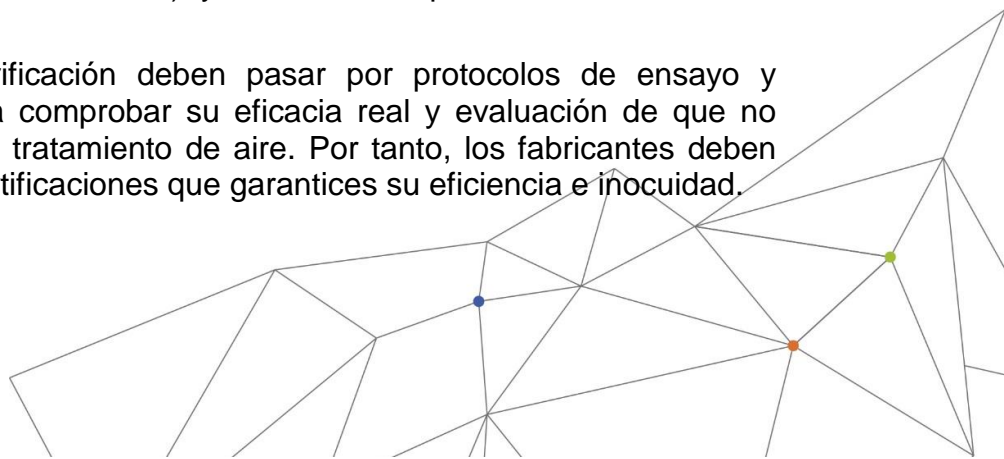 ificación deben pasar por protocolos de ensayo y
comprobar su eficacia real y evaluación de que no
tratamiento de aire. Por tanto, los fabricantes deben
tificaciones que garantices su eficiencia e inocuidad.